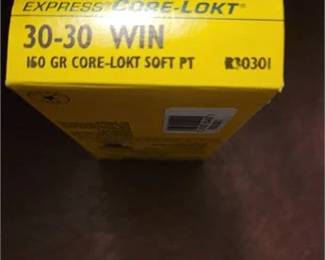 EXPRESS CORE-LOKT®
30-30 WIN
160 GR CORE-LOKT SOFT PT R30301